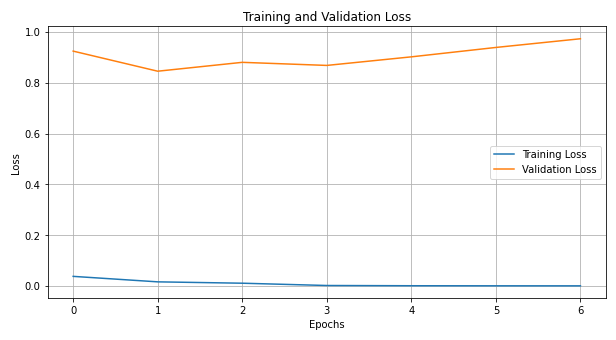 Training and Validation Loss
1.0
0.8
0.6
0.4
0.2
0.0
Loss
Training Loss
Validation Loss
0 1 2 3 4 5 6
Epochs